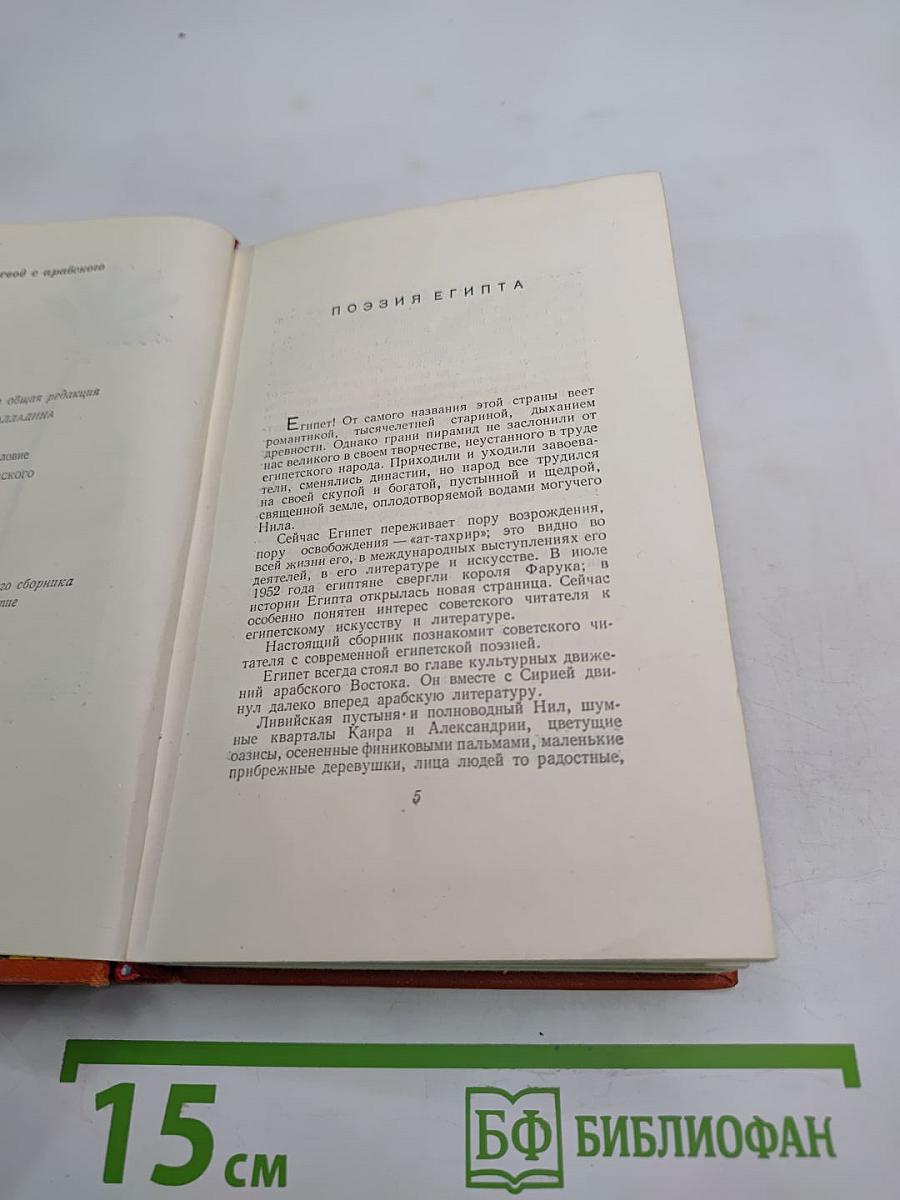 евод с арабского
общая редакция
АЛЛАДИНА
ловие
ского
го сборника
тие
ПОЭЗИЯ ЕГИПТА
Египет! От самого названия этой страны веет
романтикой, тысячелетней стариной, дыханием
древности. Однако грани пирамид не заслонили от
нас великого в своем творчестве, неустанного в труде
египетского народа. Приходили и уходили завоева-
тели, сменялись династии, но народ все трудился
на своей скупой и богатой, пустынной и щедрой,
священной земле, оплодотворяемой водами могучего
Нила.
Сейчас Египет переживает пору возрождения,
пору освобождения — «ат-тахрир»; это видно во
всей жизни его, в международных выступлениях его
деятелей, в его литературе и искусстве. В июле
1952 года египтяне свергли короля Фарука; в
истории Египта открылась новая страница. Сейчас
особенно понятен интерес советского читателя к
египетскому искусству и литературе.
Настоящий сборник познакомит советского чи-
тателя с современной египетской поэзией.
Египет всегда стоял во главе культурных движе-
ний арабского Востока. Он вместе с Сирией дви-
нул далеко вперед арабскую литературу.
Ливийская пустыня и полноводный Нил, шум-
ные кварталы Каира и Александрии, цветущие
оазисы, осененные финиковыми пальмами, маленькие
прибрежные деревушки, лица людей то радостные,
5
15 см
БФ БИБЛИОФАН